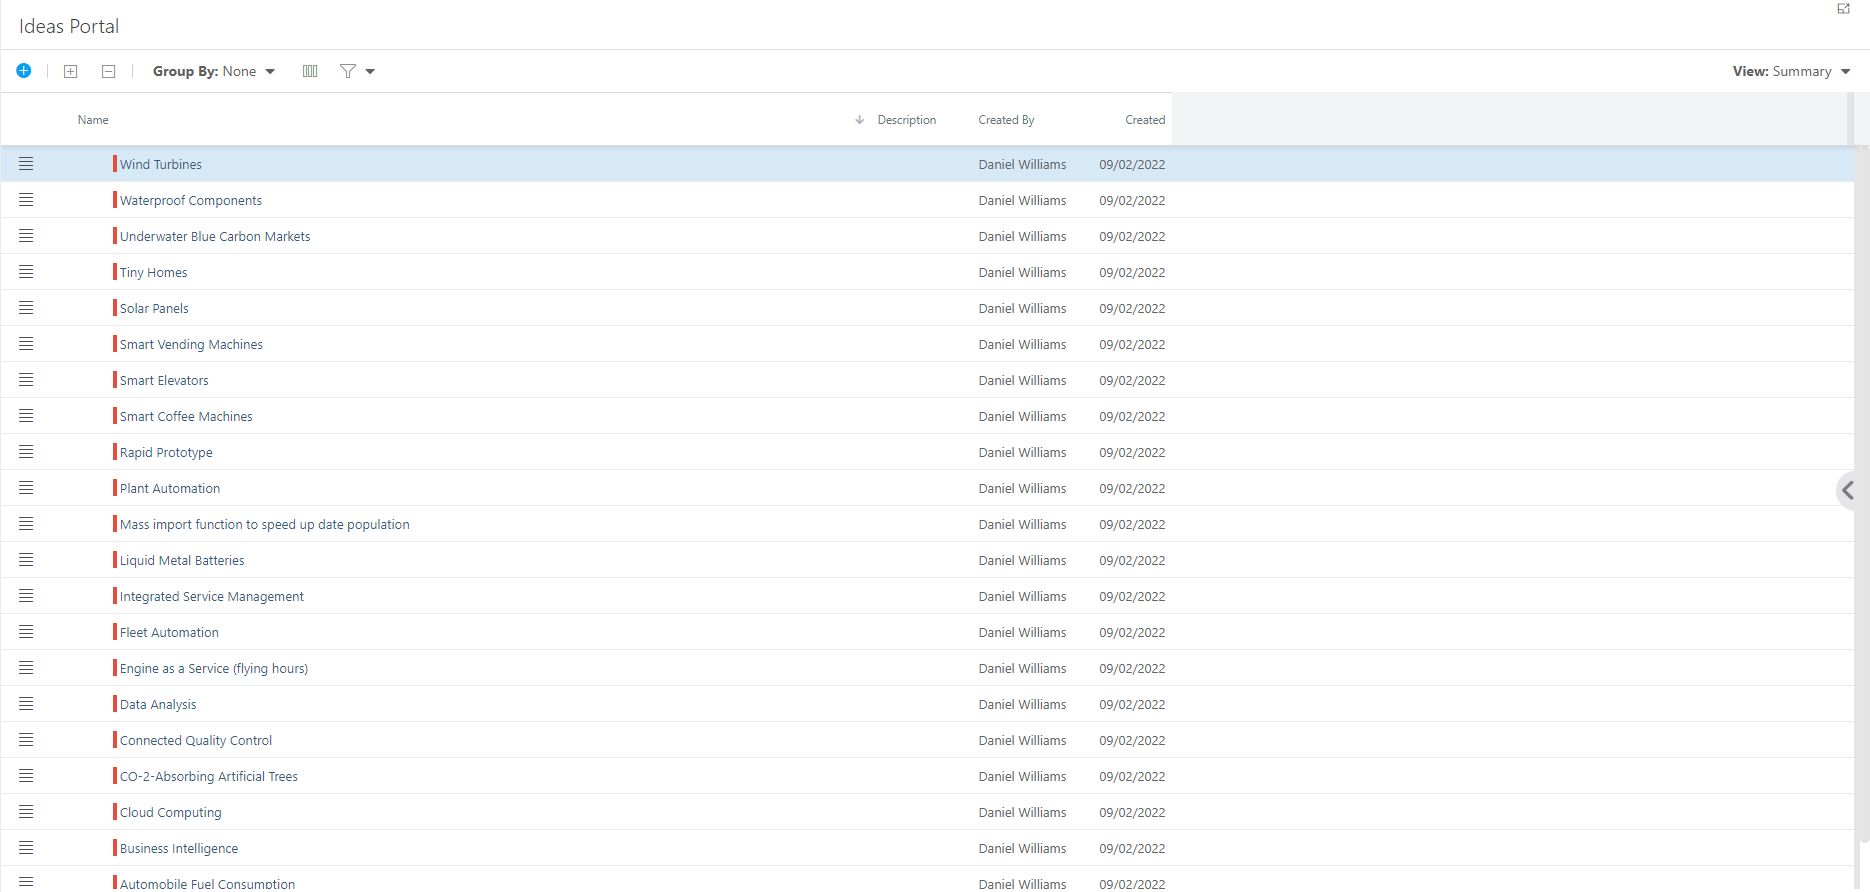 Ideas Portal
Group By: None
View: Summary
Name Description Created By Created
Wind Turbines Daniel Williams 09/02/2022
Waterproof Components Daniel Williams 09/02/2022
Underwater Blue Carbon Markets Daniel Williams 09/02/2022
Tiny Homes Daniel Williams 09/02/2022
Solar Panels Daniel Williams 09/02/2022
Smart Vending Machines Daniel Williams 09/02/2022
Smart Elevators Daniel Williams 09/02/2022
Smart Coffee Machines Daniel Williams 09/02/2022
Rapid Prototype Daniel Williams 09/02/2022
Plant Automation Daniel Williams 09/02/2022
Mass import function to speed up date population Daniel Williams 09/02/2022
Liquid Metal Batteries Daniel Williams 09/02/2022
Integrated Service Management Daniel Williams 09/02/2022
Fleet Automation Daniel Williams 09/02/2022
Engine as a Service (flying hours) Daniel Williams 09/02/2022
Data Analysis Daniel Williams 09/02/2022
Connected Quality Control Daniel Williams 09/02/2022
CO-2-Absorbing Artificial Trees Daniel Williams 09/02/2022
Cloud Computing Daniel Williams 09/02/2022
Business Intelligence Daniel Williams 09/02/2022
Automobile Fuel Consumption Daniel Williams 09/02/2022